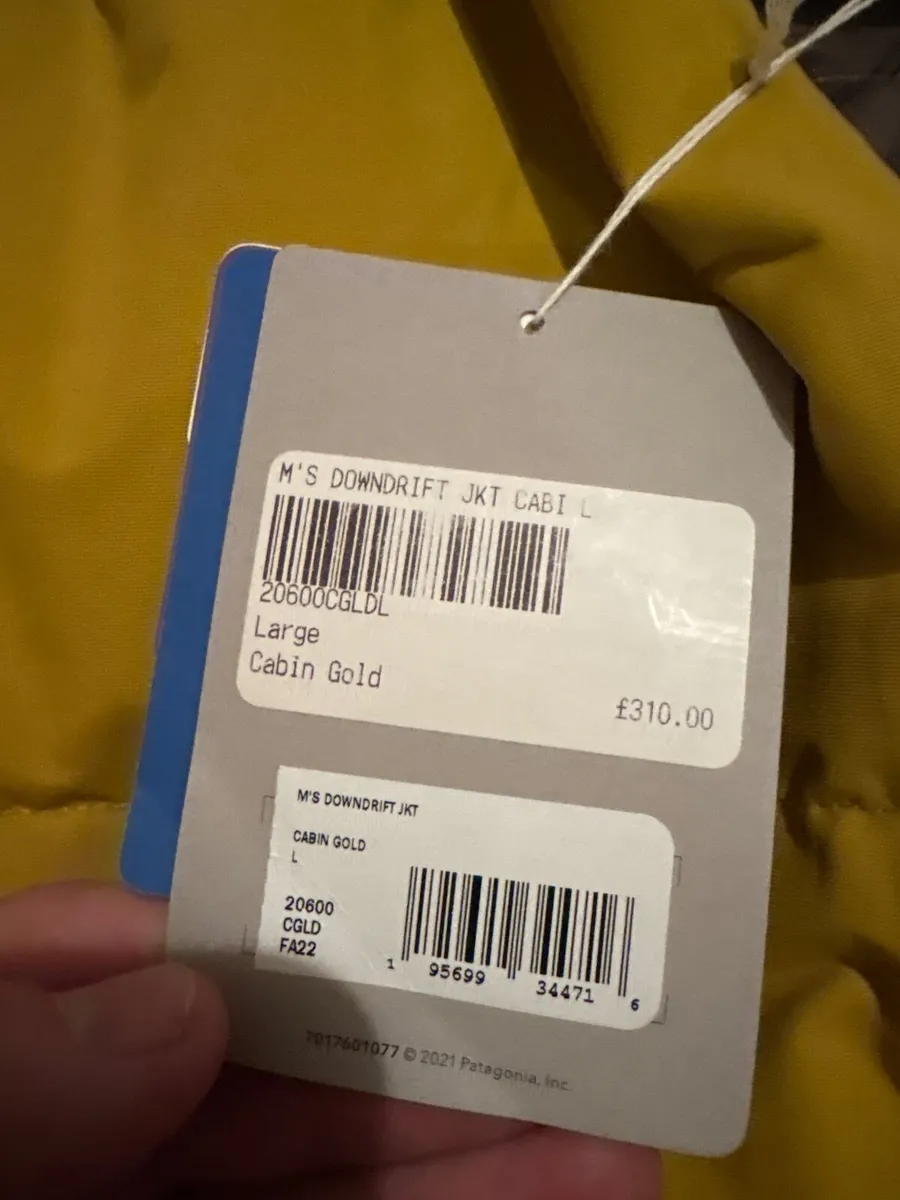 M'S DOWNDRIFT JKT CABI L
20600CGLDL
Large
Cabin Gold
£310.00
M'S DOWNDRIFT JKT
CABIN GOLD
L
20600
CGLD
FA22
1 95699 34471 6
7017601077 © 2021 Patagonia, Inc.